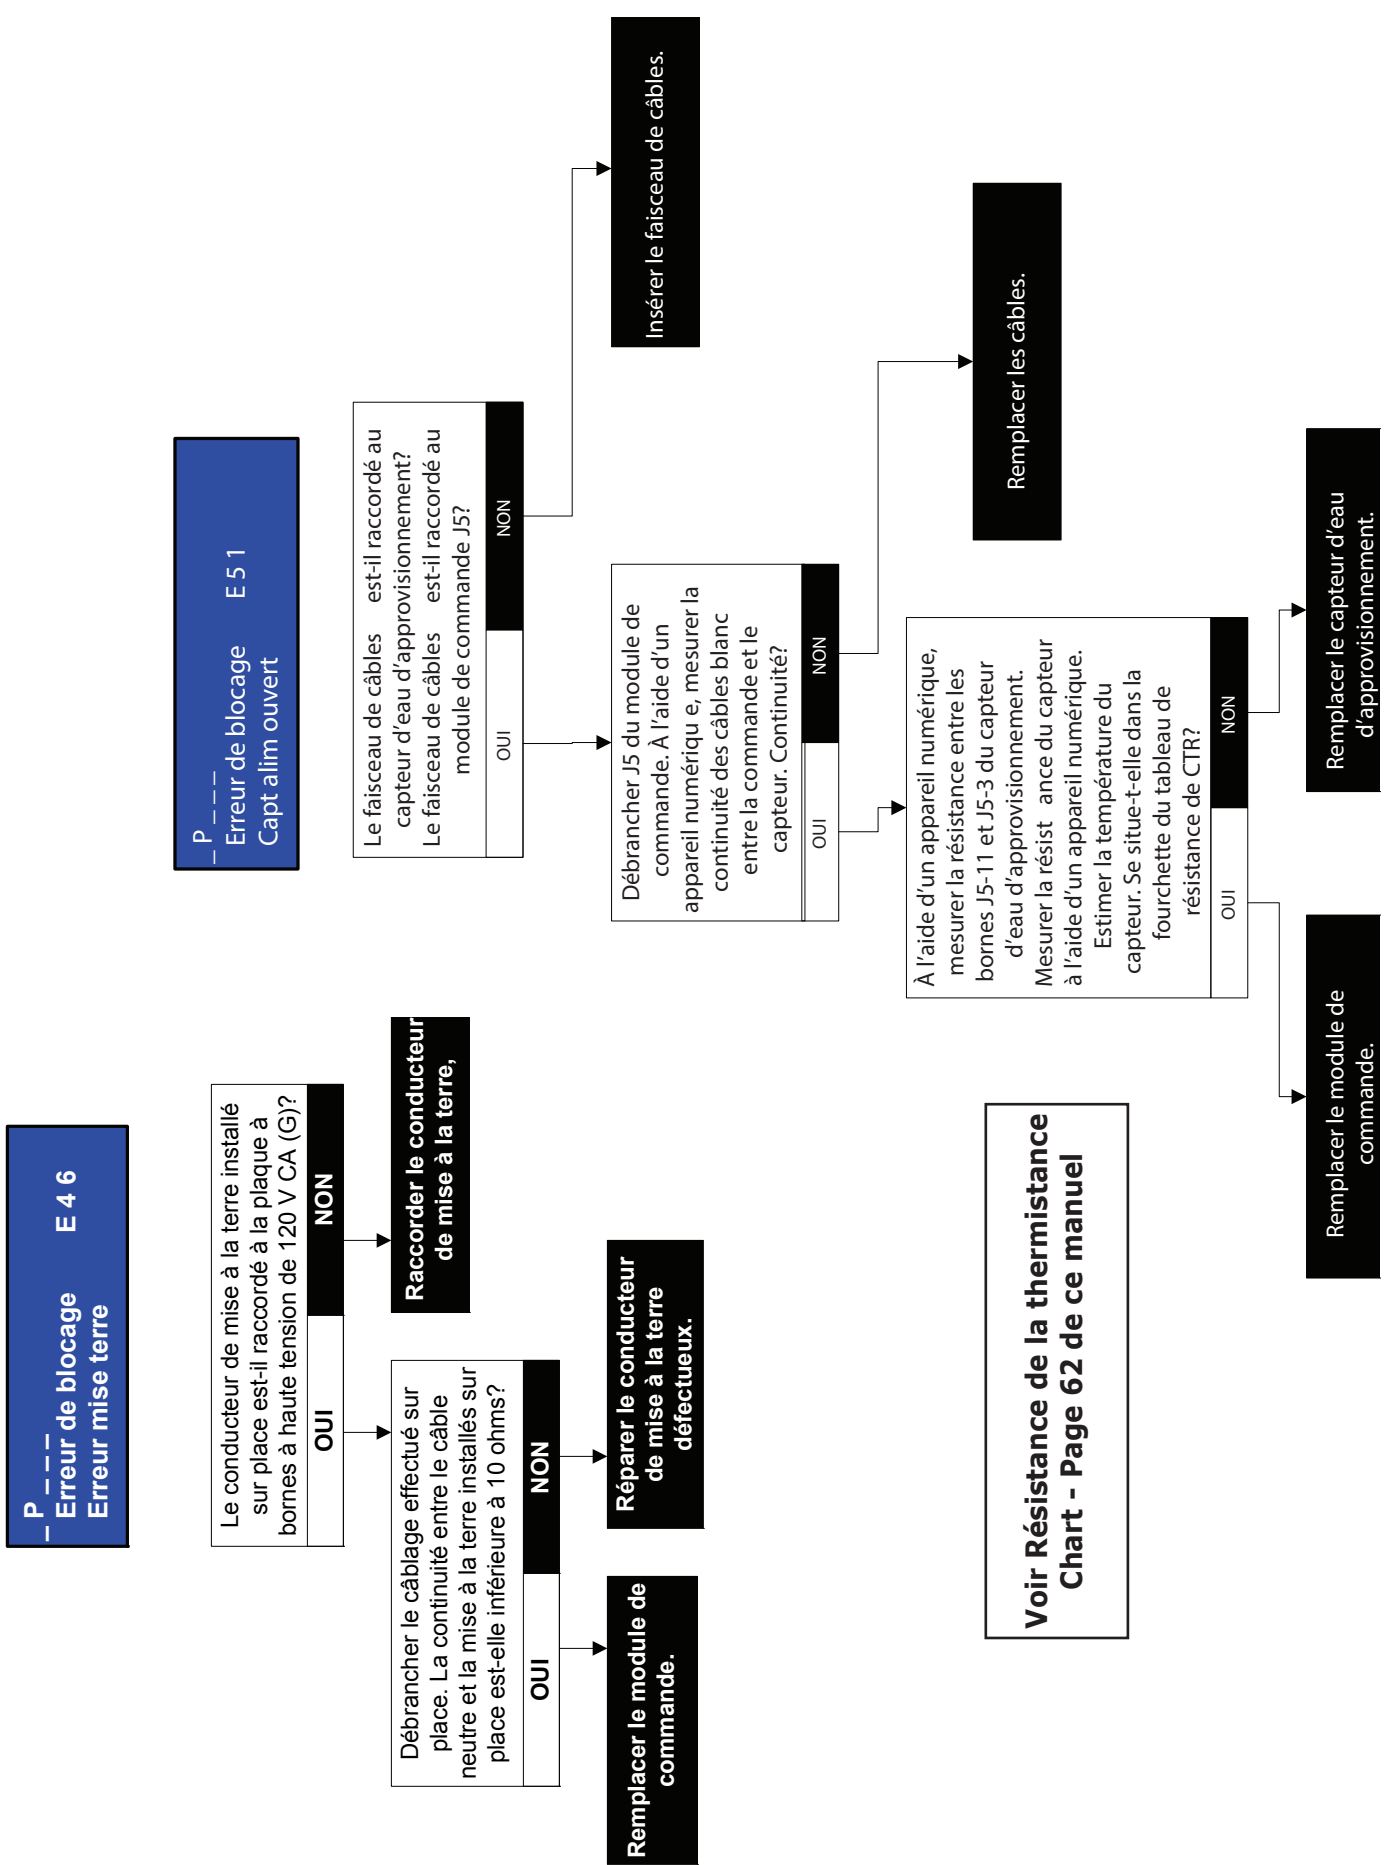 _ P _ _ _
Erreur de blocage E 4 6
Erreur mise terre
Le conducteur de mise à la terre installé
sur place est-il raccordé à la plaque à
bornes à haute tension de 120 V CA (G)?
OUI
NON
Raccorder le conducteur
de mise à la terre,
Débrancher le câblage effectué sur
place. La continuité entre le câble
neutre et la mise à la terre installés sur
place est-elle inférieure à 10 ohms?
OUI
NON
Réparer le conducteur
de mise à la terre
défectueux.
Remplacer le module de
commande.
_ P _ _ _
Erreur de blocage E 5 1
Capt alim ouvert
Le faisceau de câbles est-il raccordé au
capteur d'eau d'approvisionnement?
Le faisceau de câbles est-il raccordé au
module de commande J5?
OUI
NON
Insérer le faisceau de câbles.
Débrancher J5 du module de
commande. À l'aide d'un
appareil numériqu e, mesurer la
continuité des câbles blanc
entre la commande et le
capteur. Continuité?
OUI
NON
Remplacer les câbles.
À l'aide d'un appareil numérique,
mesurer la résistance entre les
bornes J5-11 et J5-3 du capteur
d'eau d'approvisionnement.
Mesurer la résist ance du capteur
à l'aide d'un appareil numérique.
Estimer la température du
capteur. Se situe-t-elle dans la
fourchette du tableau de
résistance de CTR?
OUI
NON
Remplacer le capteur d'eau
d'approvisionnement.
Remplacer le module de
commande.
Voir Résistance de la thermistance
Chart - Page 62 de ce manuel